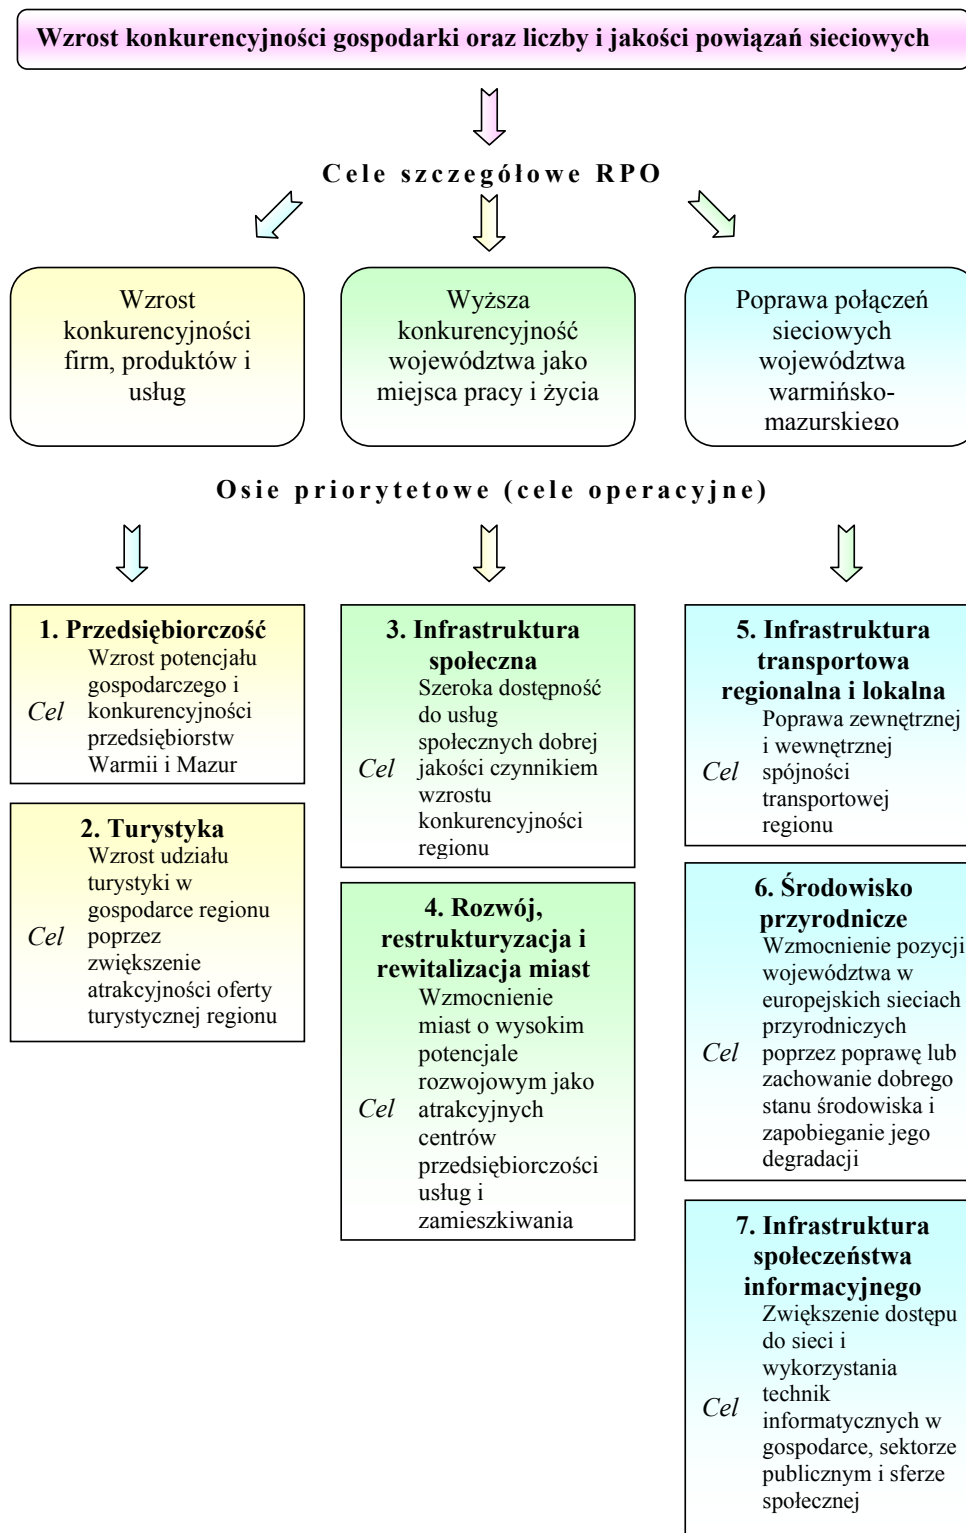 Wzrost konkurencyjności gospodarki oraz liczby i jakości powiązań sieciowych
Cele szczegółowe RPO
Wzrost
konkurencyjności
firm, produktów i
usług
Wyższa
konkurencyjność
województwa jako
miejsca pracy i życia
Poprawa połączeń
sieciowych
województwa
warmińsko-
mazurskiego
Osie priorytetowe (cele operacyjne)
1. Przedsiębiorczość
Cel
Wzrost potencjału
gospodarczego i
konkurencyjności
przedsiębiorstw
Warmii i Mazur
2. Turystyka
Cel
Wzrost udziału
turystyki w
gospodarce regionu
poprzez
zwiększenie
atrakcyjności oferty
turystycznej regionu
3. Infrastruktura
społeczna
Cel
Szeroka dostępność
do usług
społecznych dobrej
jakości czynnikiem
wzrostu
konkurencyjności
regionu
4. Rozwój,
restrukturyzacja i
rewitalizacja miast
Cel
Wzmocnienie
miast o wysokim
potencjale
rozwojowym jako
atrakcyjnych
centrów
przedsiębiorczości
usług i
zamieszkiwania
5. Infrastruktura
transportowa
regionalna i lokalna
Cel
Poprawa zewnętrznej
i wewnętrznej
spójności
transportowej
regionu
6. Środowisko
przyrodnicze
Cel
Wzmocnienie pozycji
województwa w
europejskich sieciach
przyrodniczych
poprzez poprawę lub
zachowanie dobrego
stanu środowiska i
zapobieganie jego
degradacji
7. Infrastruktura
społeczeństwa
informacyjnego
Cel
Zwiększenie dostępu
do sieci i
wykorzystania
technik
informatycznych w
gospodarce, sektorze
publicznym i sferze
społecznej